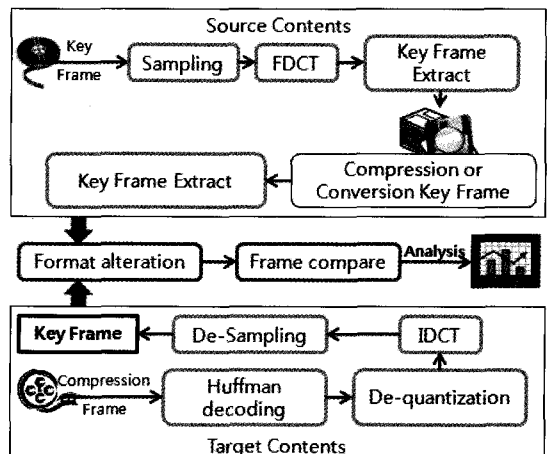 Source Contents
Key
Frame
Sampling
FDCT
Key Frame
Extract
Key Frame Extract
Compression or
Conversion Key Frame
Format alteration
Frame compare
Analysis
Key Frame
De-Sampling
IDCT
Compression
Frame
Huffman
decoding
De-quantization
Target Contents